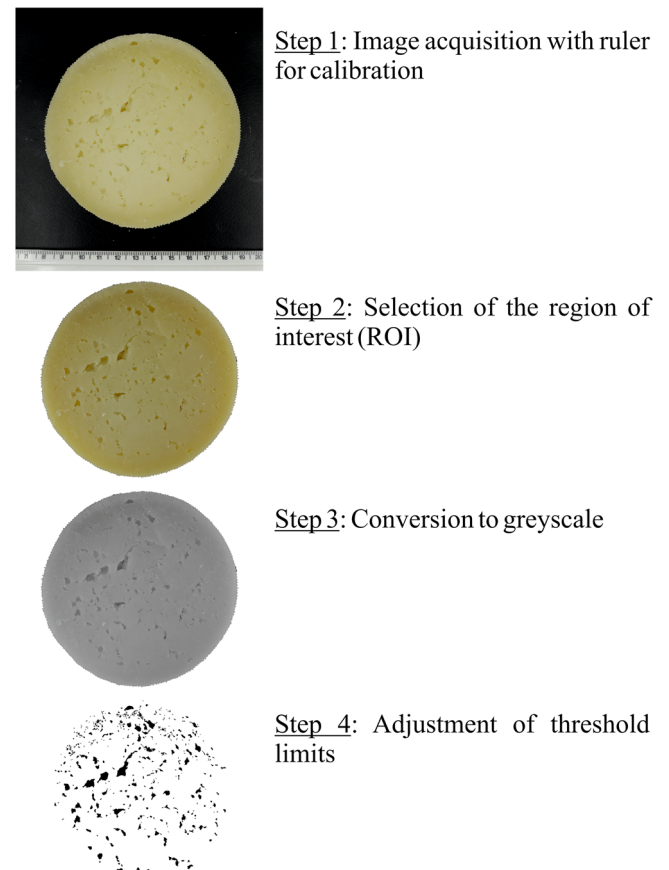 Step 1: Image acquisition with ruler
for calibration
Step 2: Selection of the region of
interest (ROI)
Step 3: Conversion to greyscale
Step 4: Adjustment of threshold
limits